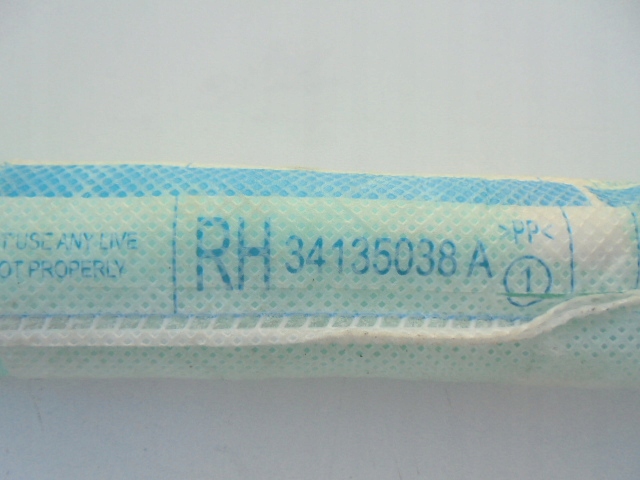 T USE ANY LIVE
OT PROPERLY
RH 34135038 A
>PP<
1